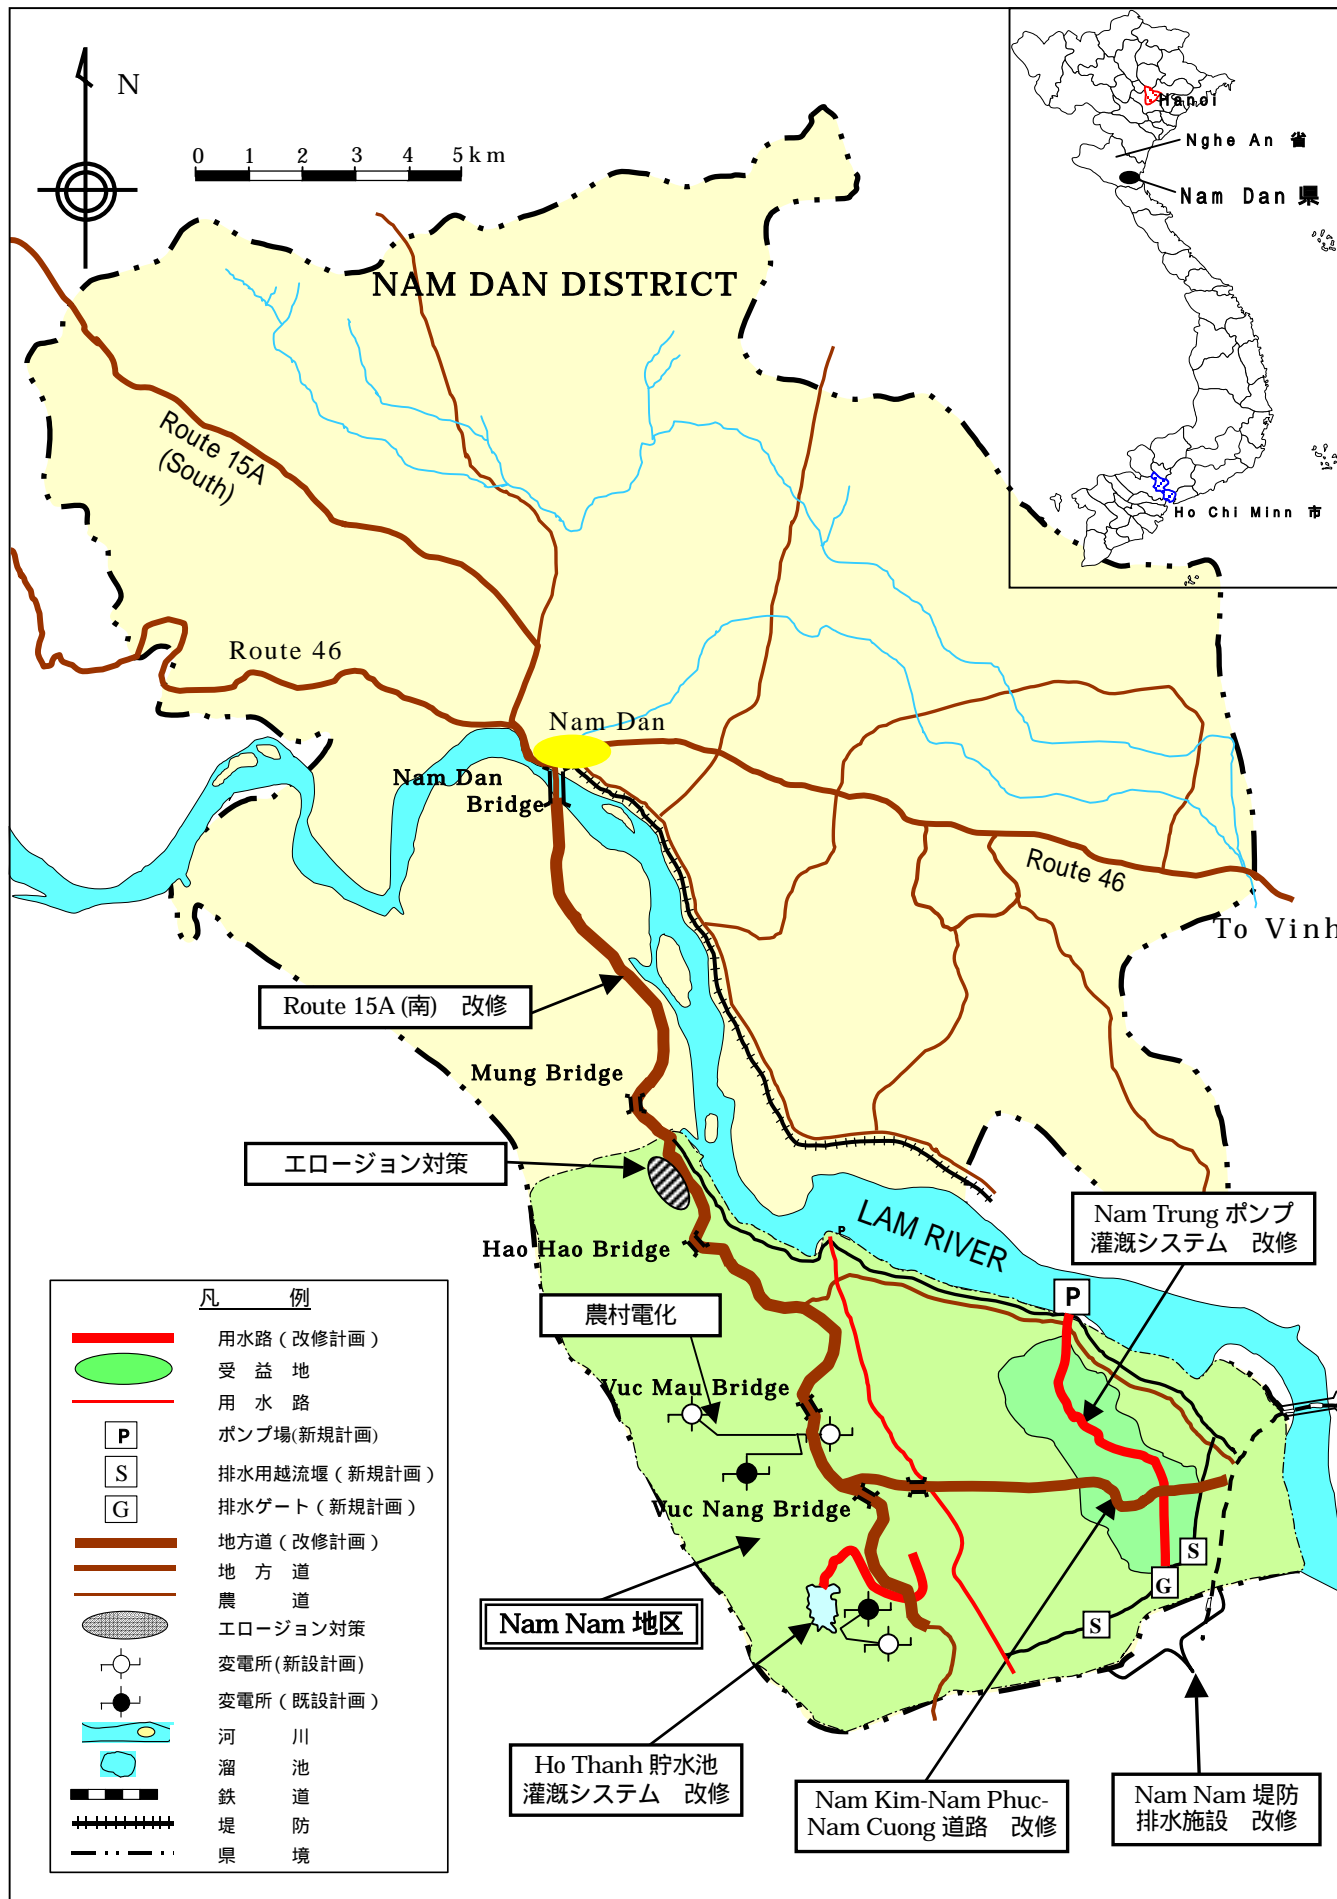 N
0 1 2 3 4 5 km
NAM DAN DISTRICT
Hanoi
Nghe An 省
Nam Dan 県
Ho Chi Minn 市
Route 15A
(South)
Route 46
Nam Dan
Nam Dan
Bridge
Route 46
To Vinh
Route 15A (南) 改修
Mung Bridge
エロージョン対策
Hao Hao Bridge
LAM RIVER
Nam Trung ポンプ
灌漑システム 改修
P
P
農村電化
Vuc Mau Bridge
Vuc Nang Bridge
S
G
S
Nam Nam 地区
Ho Thanh 貯水池
灌漑システム 改修
Nam Kim-Nam Phuc-
Nam Cuong 道路 改修
Nam Nam 堤防
排水施設 改修
凡 例
用水路(改修計画)
受 益 地
用 水 路
P ポンプ場(新規計画)
S 排水用越流堰(新規計画)
G 排水ゲート(新規計画)
地方道(改修計画)
地 方 道
農 道
エロージョン対策
変電所(新設計画)
変電所(既設計画)
河 川
溜 池
鉄 道
堤 防
県 境